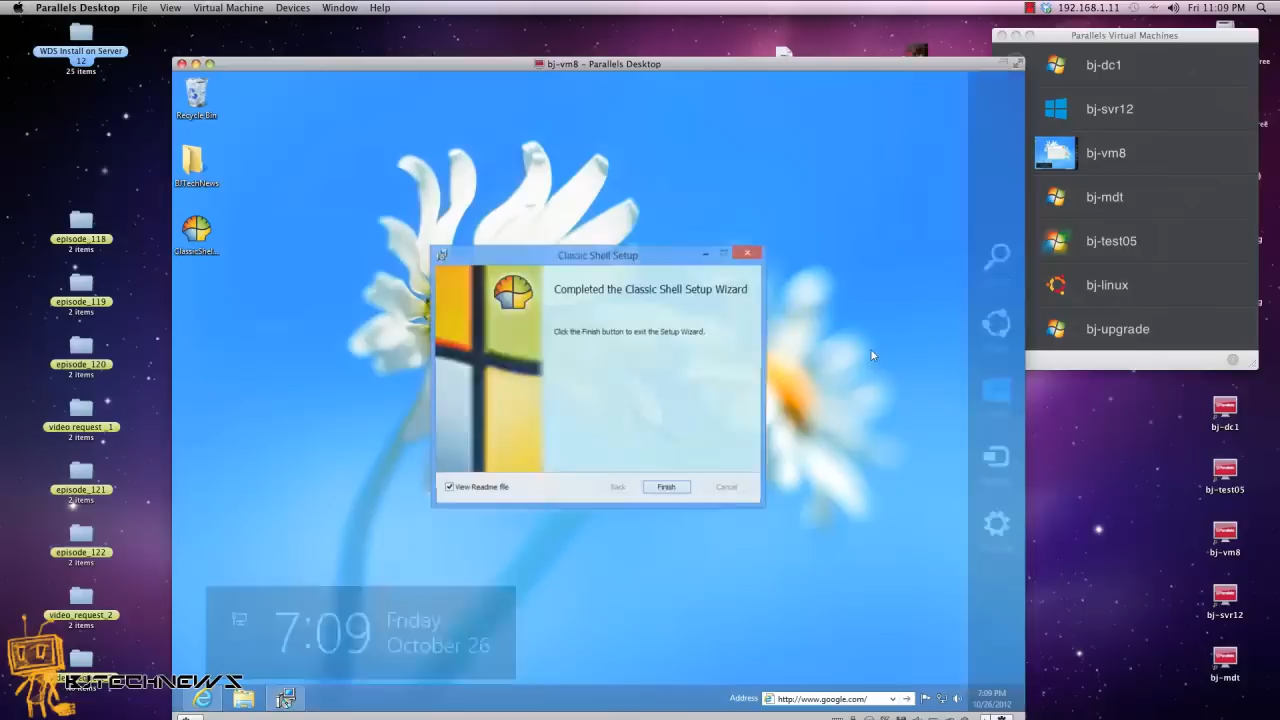 Parallels Desktop File View Virtual Machine Devices Window Help
192.168.1.11 Fri 11:09 PM
WDS Install on Server 12
25 items
episode_118
2 items
episode_119
2 items
episode_120
2 items
video request _1
2 items
episode_121
2 items
episode_122
2 items
video_request_2
2 items
BJTECHNEWS
bj-vm8 - Parallels Desktop
Recycle Bin
BJTechNews
ClassicShel...
Classic Shell Setup
Completed the Classic Shell Setup Wizard
Click the Finish button to exit the Setup Wizard.
View Readme file
Back
Finish
Cancel
7:09
Friday
October 26
Address
http://www.google.com/
7:09 PM
10/26/2012
Parallels Virtual Machines
bj-dc1
bj-svr12
bj-vm8
bj-mdt
bj-test05
bj-linux
bj-upgrade
bj-dc1
bj-test05
bj-vm8
bj-svr12
bj-mdt